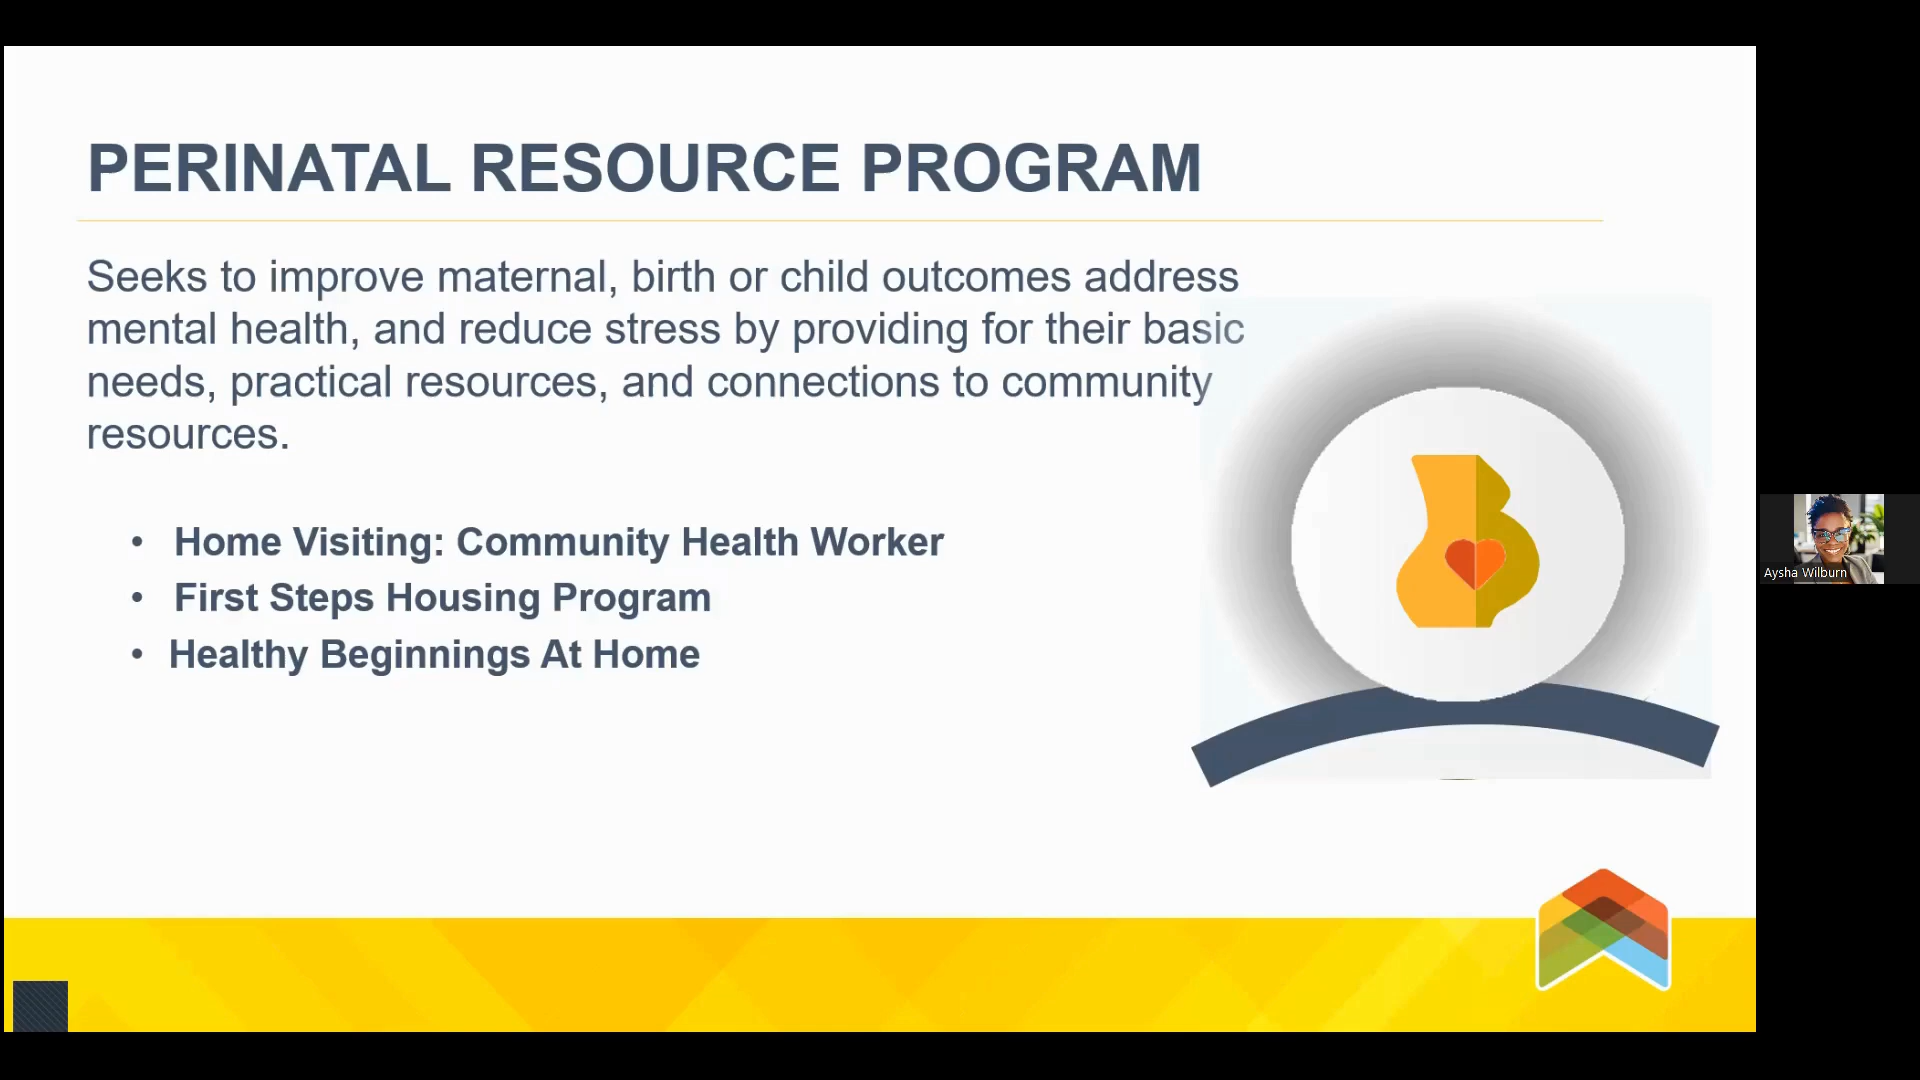 PERINATAL RESOURCE PROGRAM
Seeks to improve maternal, birth or child outcomes address
mental health, and reduce stress by providing for their basic
needs, practical resources, and connections to community
resources.
• Home Visiting: Community Health Worker
• First Steps Housing Program
• Healthy Beginnings At Home
Aysha Wilburn